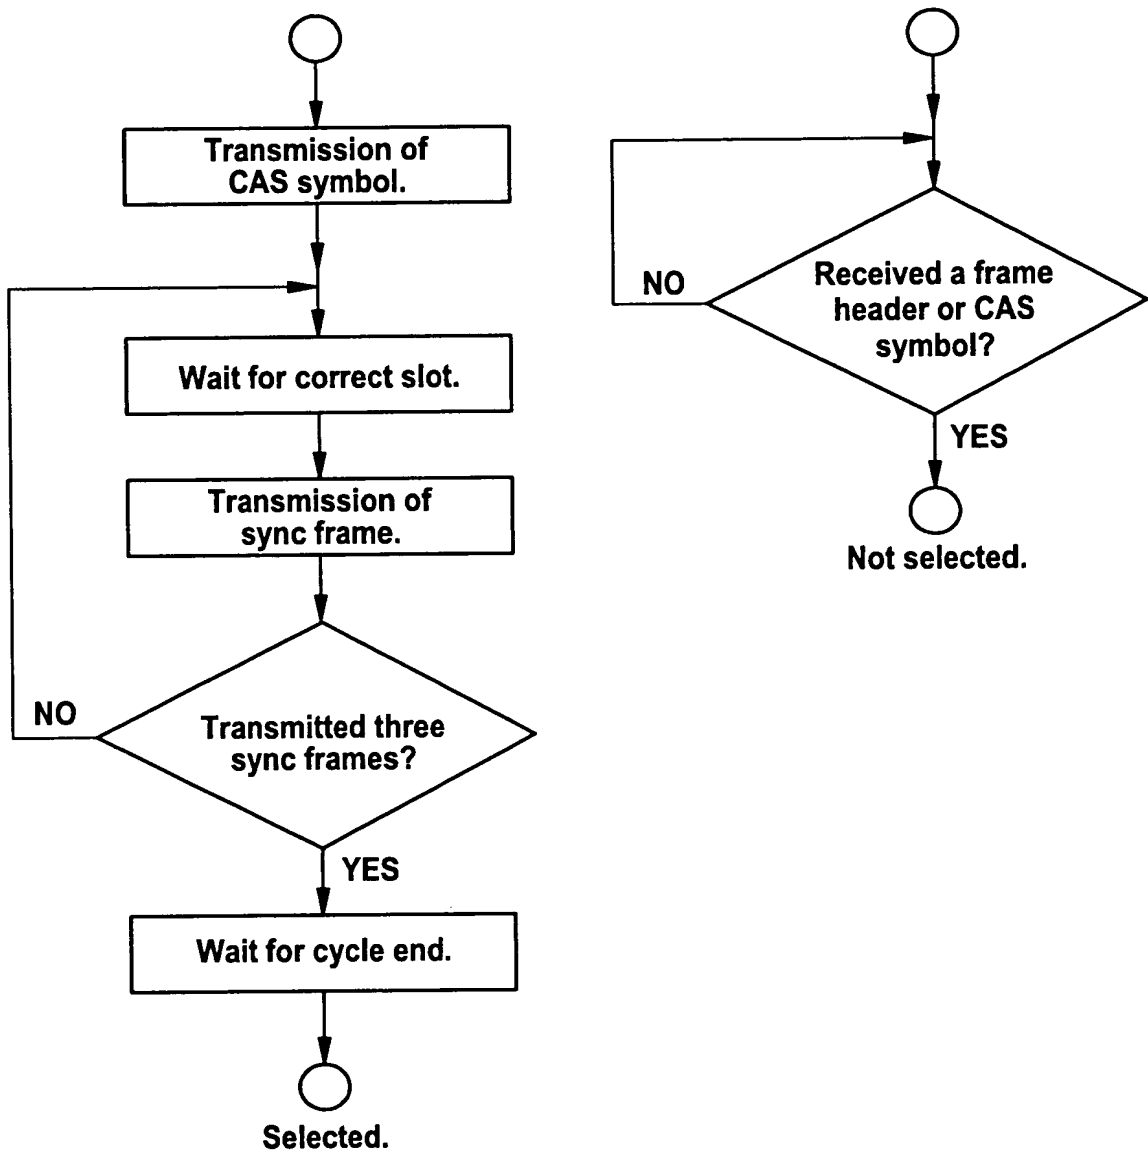 Transmission of
CAS symbol.
Wait for correct slot.
Transmission of
sync frame.
NO
Transmitted three
sync frames?
YES
Wait for cycle end.
Selected.
NO
Received a frame
header or CAS
symbol?
YES
Not selected.